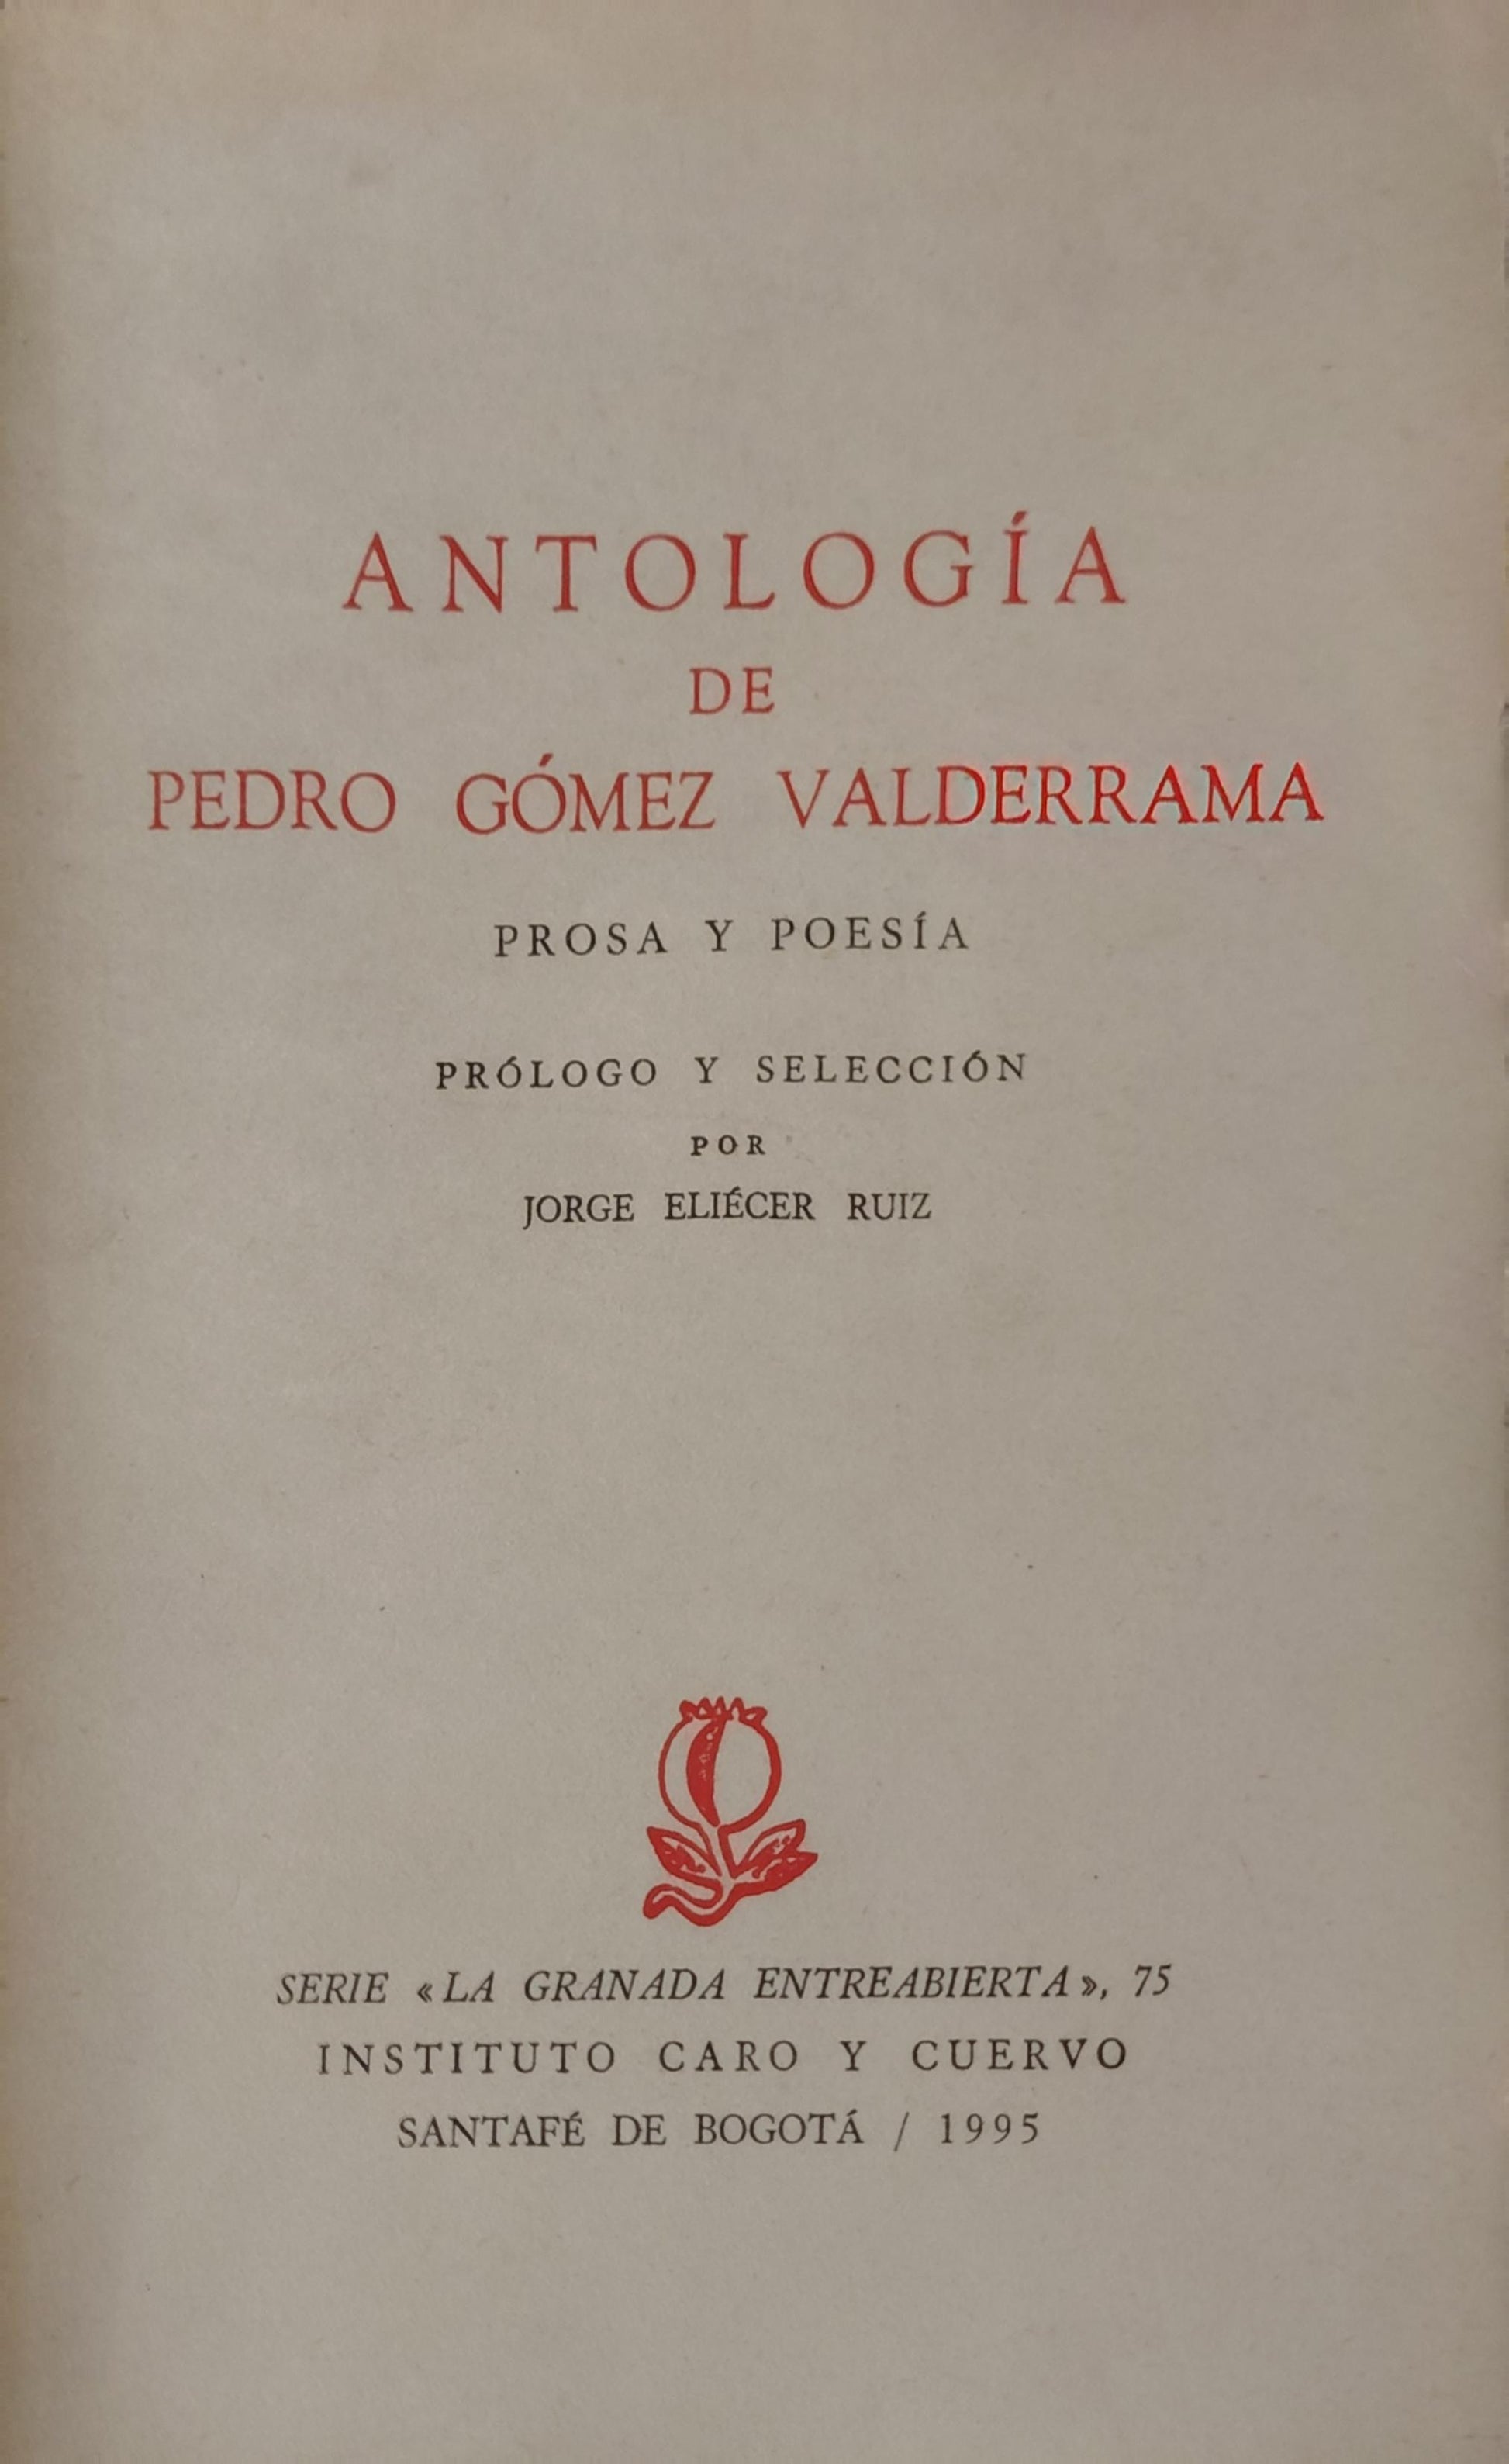 ANTOLOGÍA
DE
PEDRO GÓMEZ VALDERRAMA
PROSA Y POESÍA
PRÓLOGO Y SELECCIÓN
POR
JORGE ELIÉCER RUIZ
SERIE «LA GRANADA ENTREABIERTA», 75
INSTITUTO CARO Y CUERVO
SANTAFÉ DE BOGOTÁ / 1995